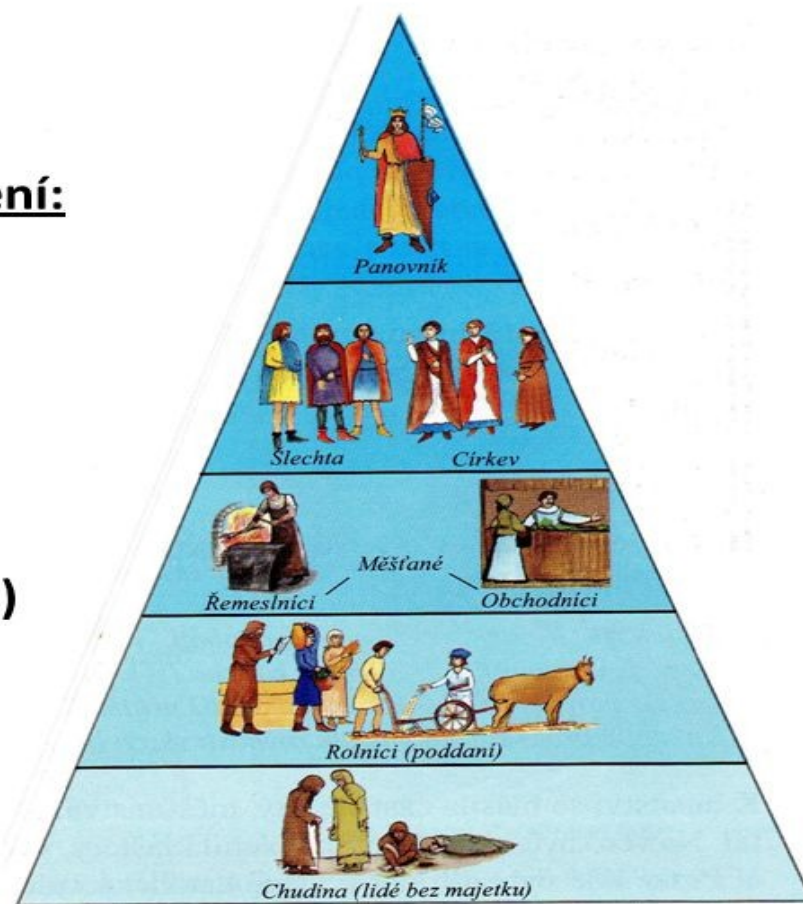 ení:
Panovník
Šlechta Církev
Měšťané
)
Řemeslníci Obchodníci
Rolníci (poddaní)
Chudina (lidé bez majetku)